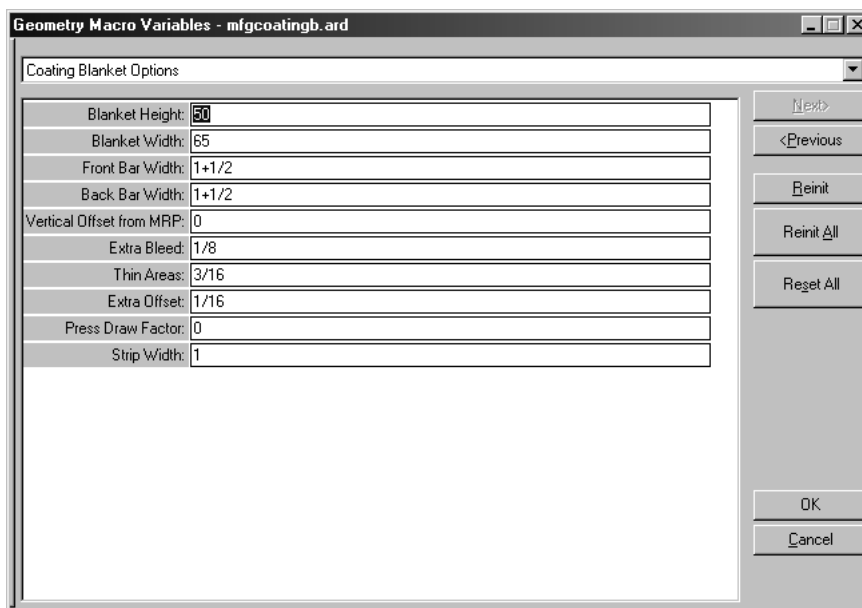 Geometry Macro Variables - mfgcoatingb.ard
Coating Blanket Options
Blanket Height: 50
Blanket Width: 65
Front Bar Width: 1+1/2
Back Bar Width: 1+1/2
Vertical Offset from MRP: 0
Extra Bleed: 1/8
Thin Areas: 3/16
Extra Offset: 1/16
Press Draw Factor: 0
Strip Width: 1
Next>
<Previous
Reinit
Reinit All
Reset All
OK
Cancel